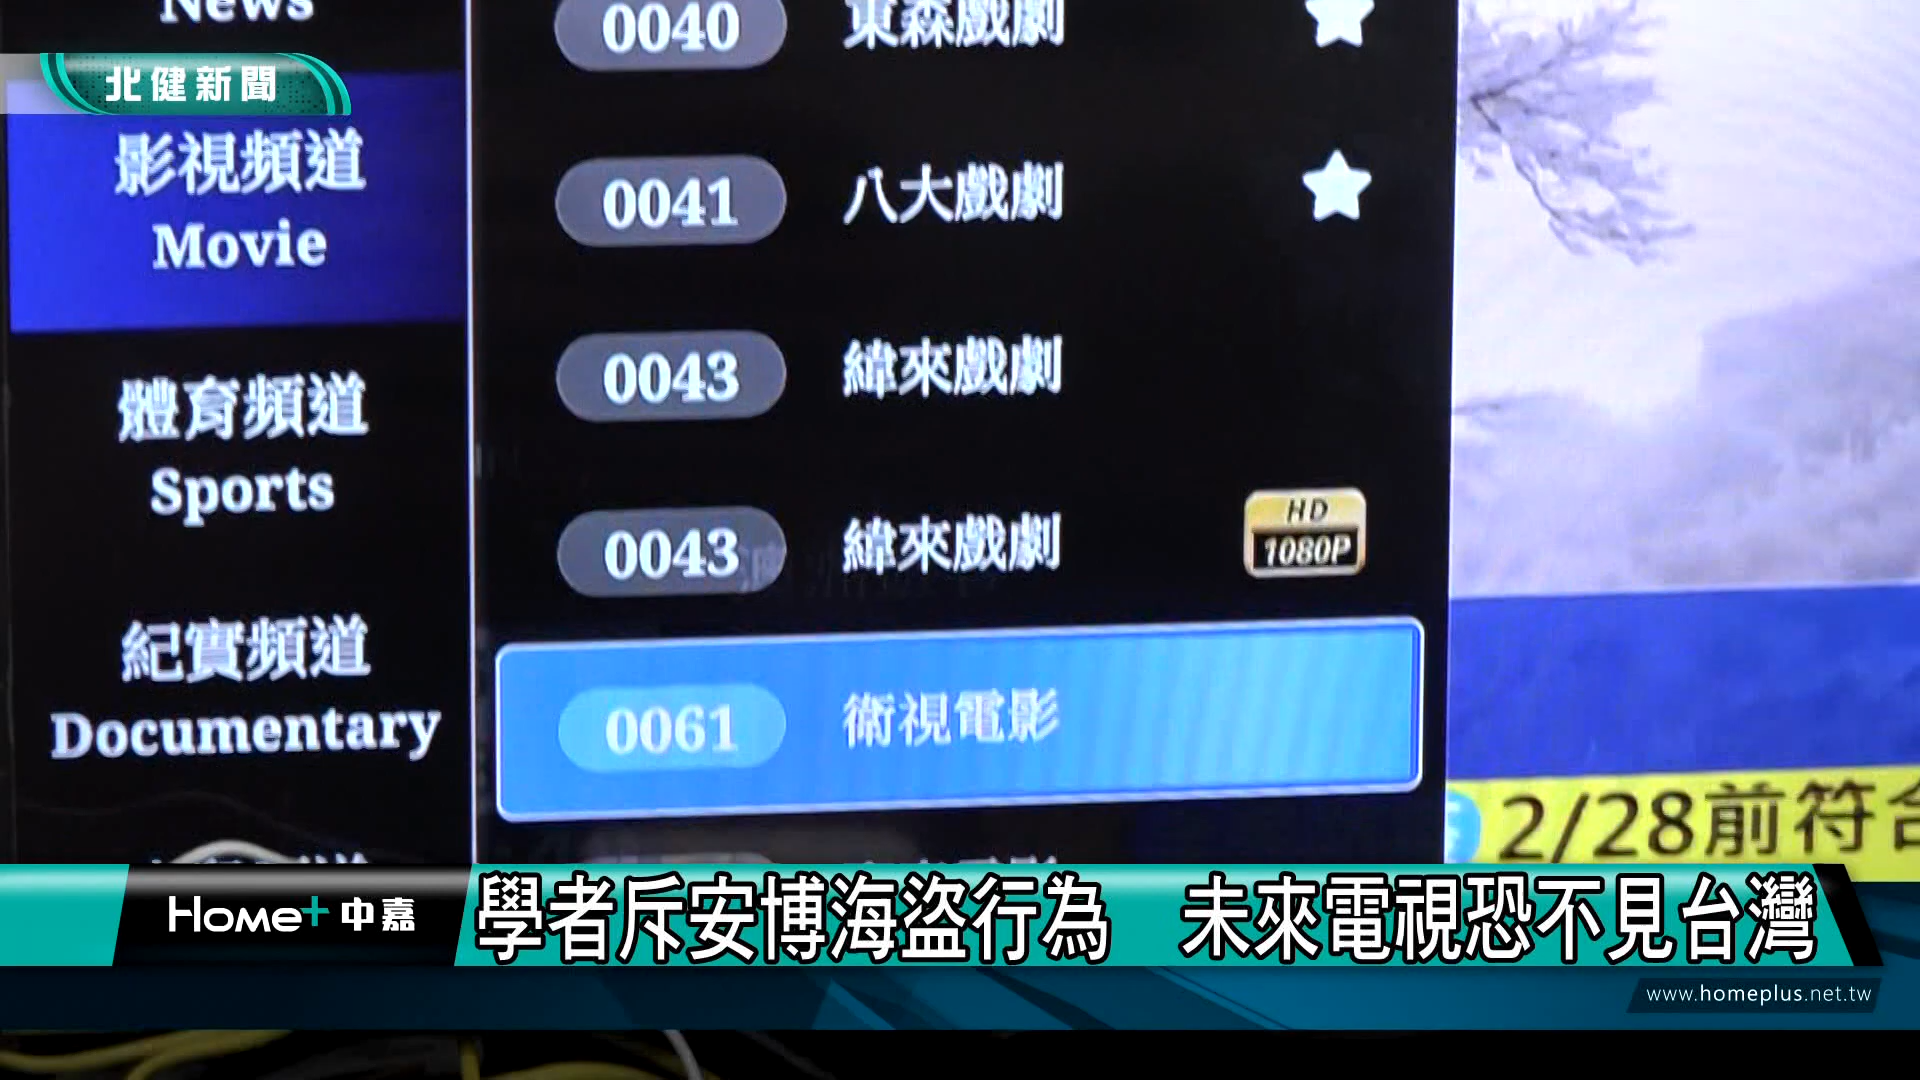 News
北健新聞
影視頻道
Movie
體育頻道
Sports
紀實頻道
Documentary
0040 東森戲劇
0041 八大戲劇
0043 緯來戲劇
0043 緯來戲劇 HD 1080P
0061 衛視電影
2/28前符合
Home+ 中嘉
學者斥安博海盜行為 未來電視恐不見台灣
www.homeplus.net.tw